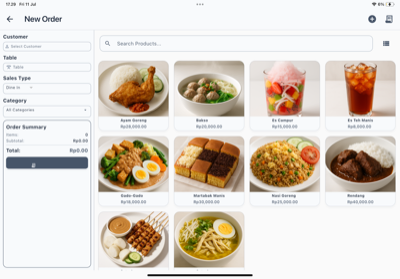 17.29 Fri 11 Jul
New Order
Customer
Select Customer
Table
Table
Sales Type
Dine In
Category
All Categories
Order Summary
Items: 0
Subtotal: Rp0.00
Total: Rp0.00
Search Products...
Ayam Goreng
Rp28,000.00
Bakso
Rp20,000.00
Es Campur
Rp15,000.00
Es Teh Manis
Rp8,000.00
Gado-Gado
Rp18,000.00
Martabak Manis
Rp30,000.00
Nasi Goreng
Rp25,000.00
Rendang
Rp40,000.00